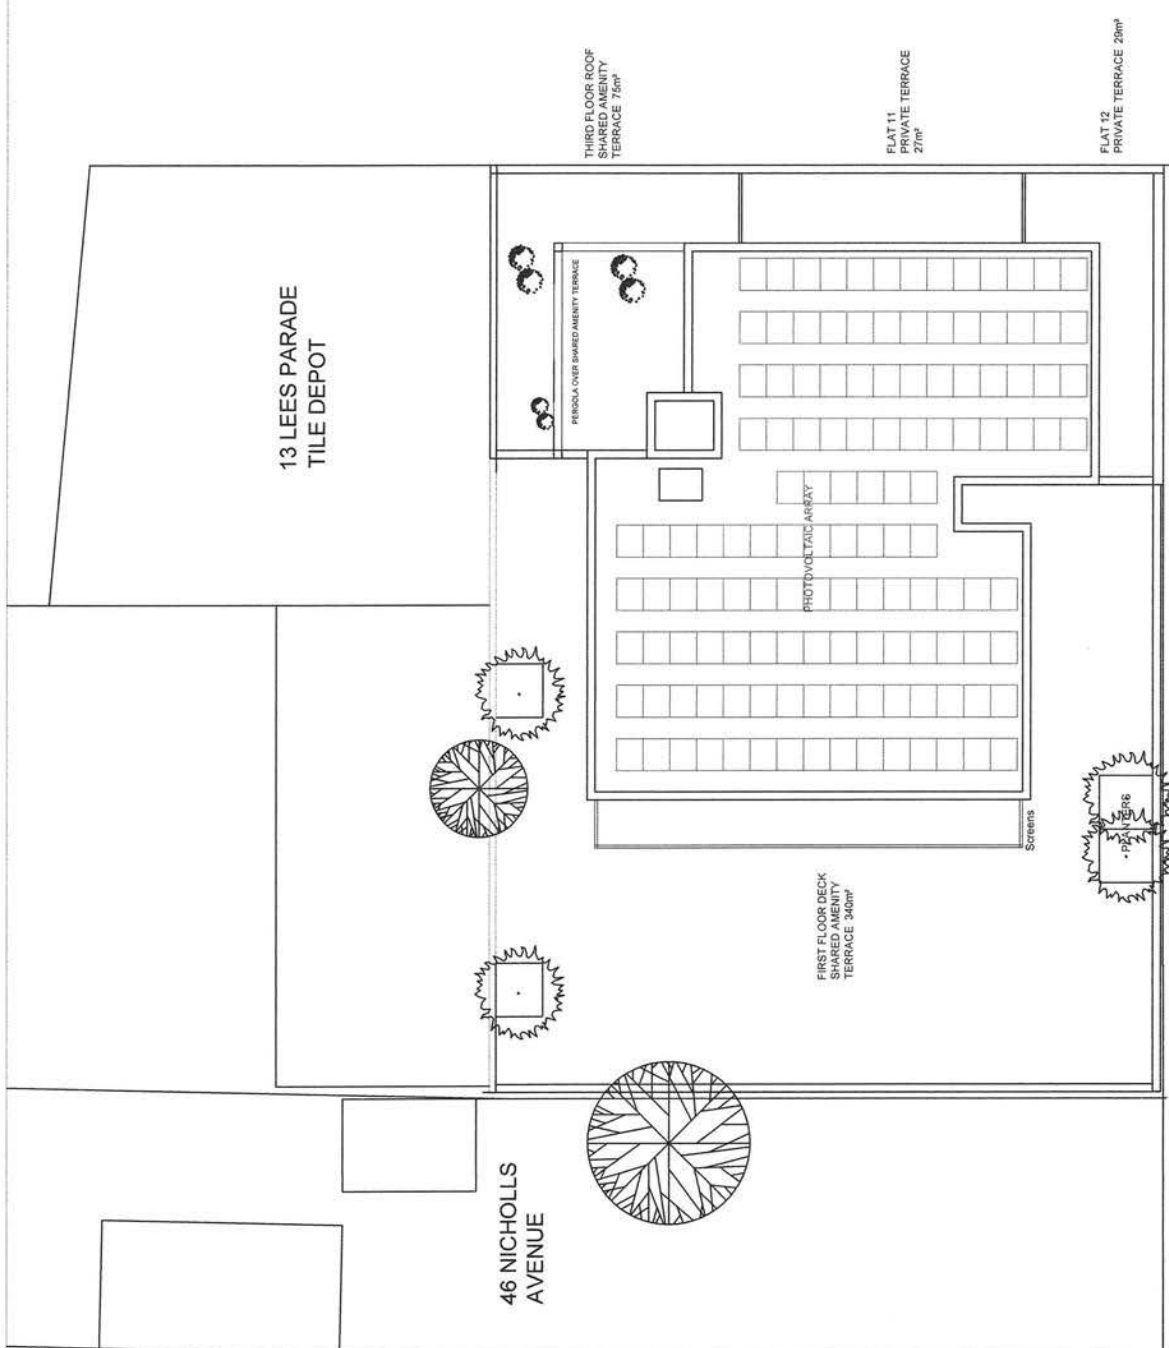 THIRD FLOOR ROOF
SHARED AMENITY
TERRACE 75m²
FLAT 11
PRIVATE TERRACE
27m²
FLAT 12
PRIVATE TERRACE 29m²
13 LEES PARADE
TILE DEPOT
PERGOLA OVER SHARED AMENITY TERRACE
PHOTOVOLTAIC ARRAY
Screens
PLANTERS
FIRST FLOOR DECK
SHARED AMENITY
TERRACE 340m²
46 NICHOLLS
AVENUE